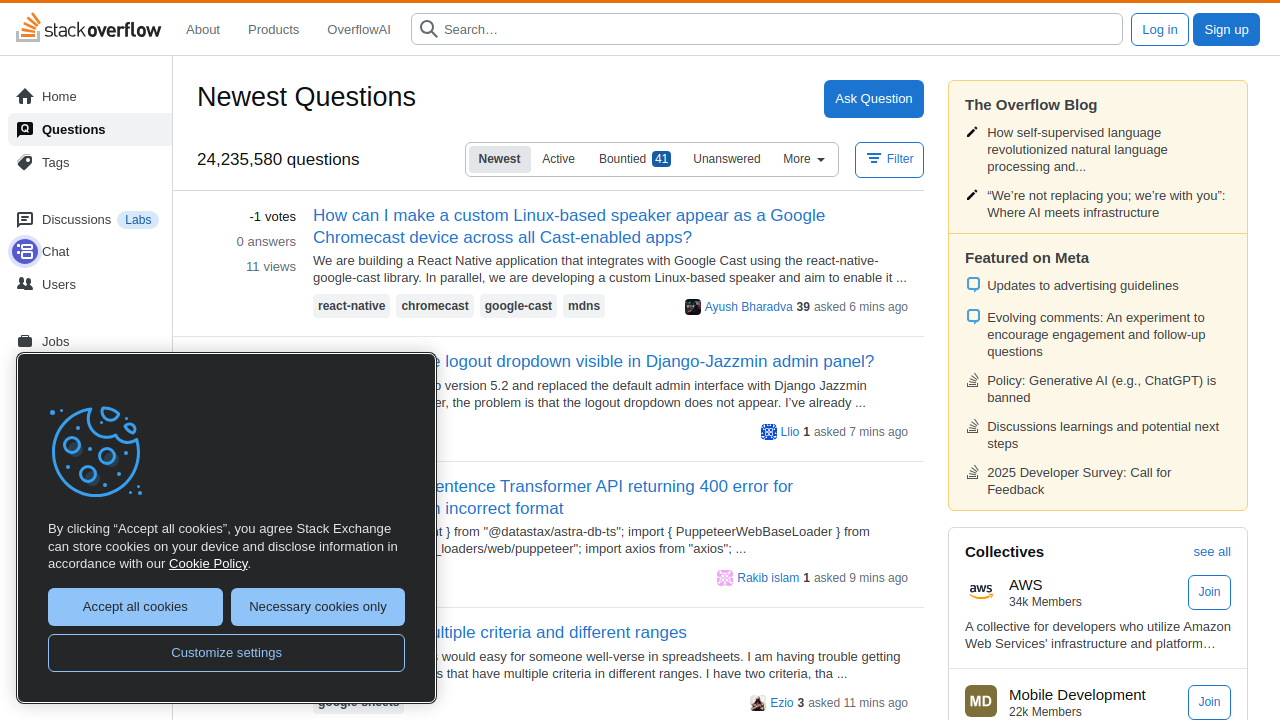 stack overflow
About
Products
OverflowAI
Search…
Log in
Sign up
Home
Questions
Tags
Discussions
Labs
Chat
Users
Jobs
Newest Questions
Ask Question
24,235,580 questions
Newest
Active
Bountied 41
Unanswered
More
Filter
-1 votes
0 answers
11 views
How can I make a custom Linux-based speaker appear as a Google
Chromecast device across all Cast-enabled apps?
We are building a React Native application that integrates with Google Cast using the react-native-
google-cast library. In parallel, we are developing a custom Linux-based speaker and aim to enable it ...
react-native chromecast google-cast mdns
Ayush Bharadva 39 asked 6 mins ago
logout dropdown visible in Django-Jazzmin admin panel?
version 5.2 and replaced the default admin interface with Django Jazzmin
the problem is that the logout dropdown does not appear. I've already ...
Llio 1 asked 7 mins ago
entence Transformer API returning 400 error for
incorrect format
} from "@datastax/astra-db-ts"; import { PuppeteerWebBaseLoader } from
_loaders/web/puppeteer"; import axios from "axios"; ...
Rakib islam 1 asked 9 mins ago
ultiple criteria and different ranges
would easy for someone well-verse in spreadsheets. I am having trouble getting
that have multiple criteria in different ranges. I have two criteria, tha ...
google-sheets
Ezio 3 asked 11 mins ago
By clicking “Accept all cookies”, you agree Stack Exchange
can store cookies on your device and disclose information in
accordance with our Cookie Policy.
Accept all cookies
Necessary cookies only
Customize settings
The Overflow Blog
How self-supervised language
revolutionized natural language
processing and...
“We’re not replacing you; we’re with you”:
Where AI meets infrastructure
Featured on Meta
Updates to advertising guidelines
Evolving comments: An experiment to
encourage engagement and follow-up
questions
Policy: Generative AI (e.g., ChatGPT) is
banned
Discussions learnings and potential next
steps
2025 Developer Survey: Call for
Feedback
Collectives
see all
aws
AWS
34k Members
Join
A collective for developers who utilize Amazon
Web Services' infrastructure and platform…
MD
Mobile Development
22k Members
Join